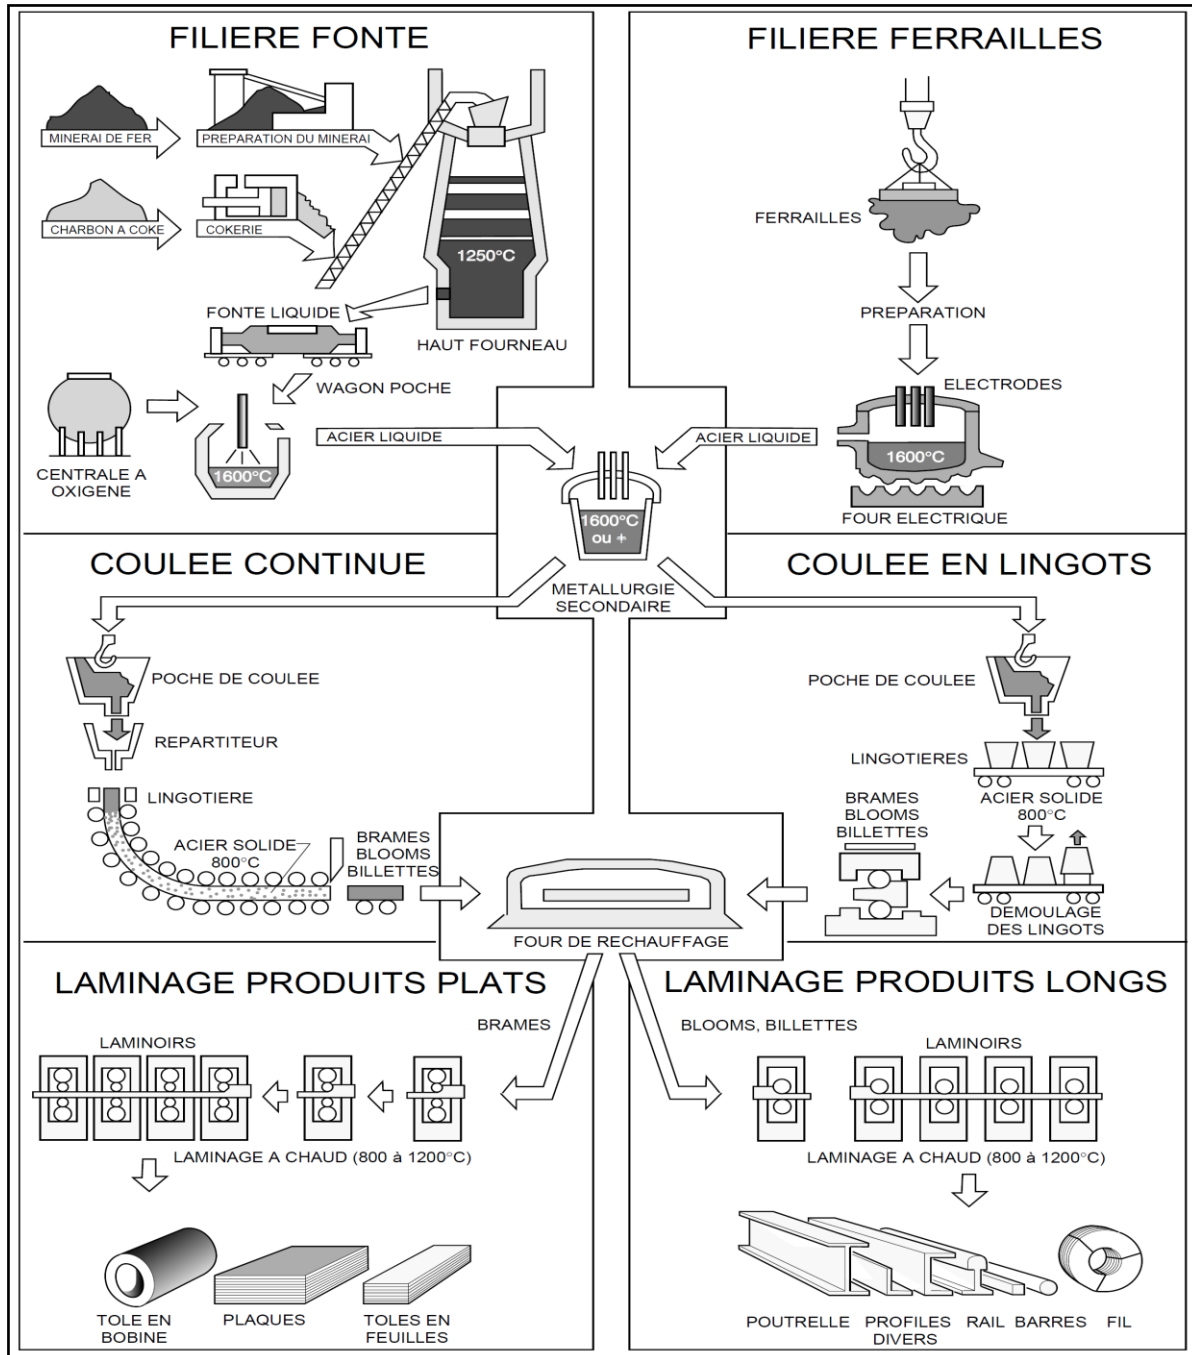 FILIERE FONTE
MINERAI DE FER
PREPARATION DU MINERAI
CHARBON A COKE
COKERIE
1250°C
FONTE LIQUIDE
HAUT FOURNEAU
WAGON POCHE
CENTRALE A
OXIGENE
1600°C
ACIER LIQUIDE
FILIERE FERRAILLES
FERRAILLES
PREPARATION
ELECTRODES
ACIER LIQUIDE
1600°C
FOUR ELECTRIQUE
1600°C
ou +
METALLURGIE
SECONDAIRE
COULEE CONTINUE
POCHE DE COULEE
REPARTITEUR
LINGOTIERE
ACIER SOLIDE
800°C
BRAMES
BLOOMS
BILLETTES
COULEE EN LINGOTS
POCHE DE COULEE
LINGOTIERES
ACIER SOLIDE
800°C
BRAMES
BLOOMS
BILLETTES
DEMOULAGE
DES LINGOTS
FOUR DE RECHAUFFAGE
LAMINAGE PRODUITS PLATS
BRAMES
LAMINOIRS
LAMINAGE A CHAUD (800 à 1200°C)
TOLE EN
BOBINE
PLAQUES
TOLES EN
FEUILLES
LAMINAGE PRODUITS LONGS
BLOOMS, BILLETTES
LAMINOIRS
LAMINAGE A CHAUD (800 à 1200°C)
POUTRELLE
PROFILES
DIVERS
RAIL
BARRES
FIL